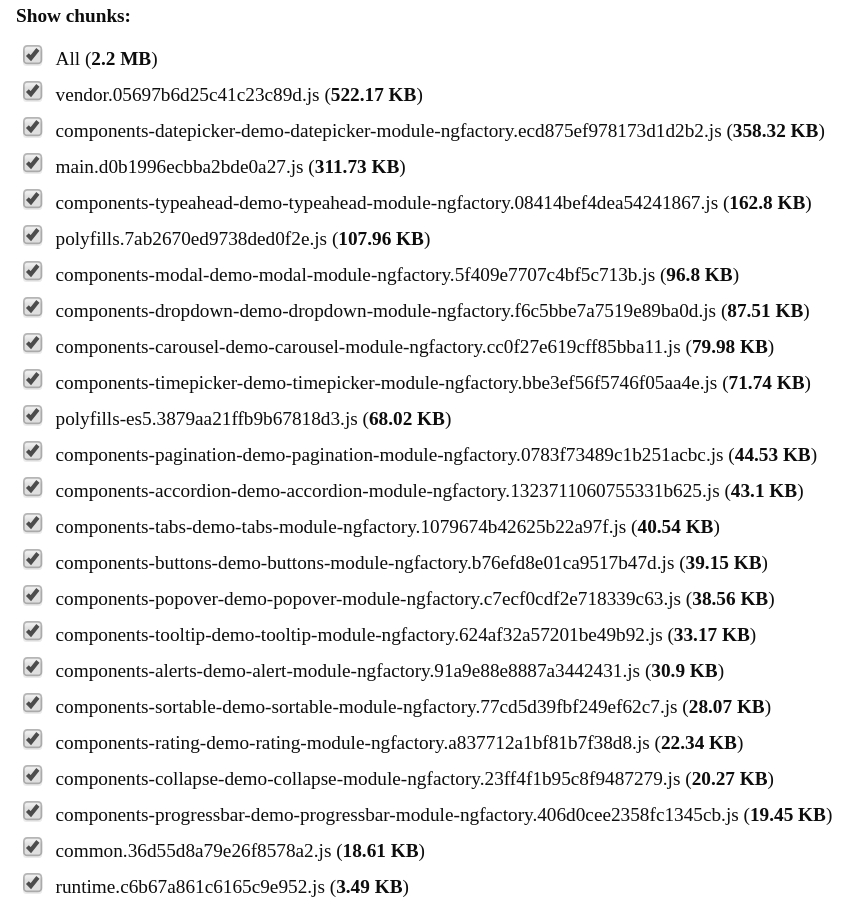 Show chunks:
All (2.2 MB)
vendor.05697b6d25c41c23c89d.js (522.17 KB)
components-datepicker-demo-datepicker-module-ngfactory.ecd875ef978173d1d2b2.js (358.32 KB)
main.d0b1996ecbba2bde0a27.js (311.73 KB)
components-typeahead-demo-typeahead-module-ngfactory.08414bef4dea54241867.js (162.8 KB)
polyfills.7ab2670ed9738ded0f2e.js (107.96 KB)
components-modal-demo-modal-module-ngfactory.5f409e7707c4bf5c713b.js (96.8 KB)
components-dropdown-demo-dropdown-module-ngfactory.f6c5bbe7a7519e89ba0d.js (87.51 KB)
components-carousel-demo-carousel-module-ngfactory.cc0f27e619cff85bba11.js (79.98 KB)
components-timepicker-demo-timepicker-module-ngfactory.bbe3ef56f5746f05aa4e.js (71.74 KB)
polyfills-es5.3879aa21ffb9b67818d3.js (68.02 KB)
components-pagination-demo-pagination-module-ngfactory.0783f73489c1b251acbc.js (44.53 KB)
components-accordion-demo-accordion-module-ngfactory.1323711060755331b625.js (43.1 KB)
components-tabs-demo-tabs-module-ngfactory.1079674b42625b22a97f.js (40.54 KB)
components-buttons-demo-buttons-module-ngfactory.b76efd8e01ca9517b47d.js (39.15 KB)
components-popover-demo-popover-module-ngfactory.c7ecf0cdf2e718339c63.js (38.56 KB)
components-tooltip-demo-tooltip-module-ngfactory.624af32a57201be49b92.js (33.17 KB)
components-alerts-demo-alert-module-ngfactory.91a9e88e8887a3442431.js (30.9 KB)
components-sortable-demo-sortable-module-ngfactory.77cd5d39fbf249ef62c7.js (28.07 KB)
components-rating-demo-rating-module-ngfactory.a837712a1bf81b7f38d8.js (22.34 KB)
components-collapse-demo-collapse-module-ngfactory.23ff4f1b95c8f9487279.js (20.27 KB)
components-progressbar-demo-progressbar-module-ngfactory.406d0cee2358fc1345cb.js (19.45 KB)
common.36d55d8a79e26f8578a2.js (18.61 KB)
runtime.c6b67a861c6165c9e952.js (3.49 KB)